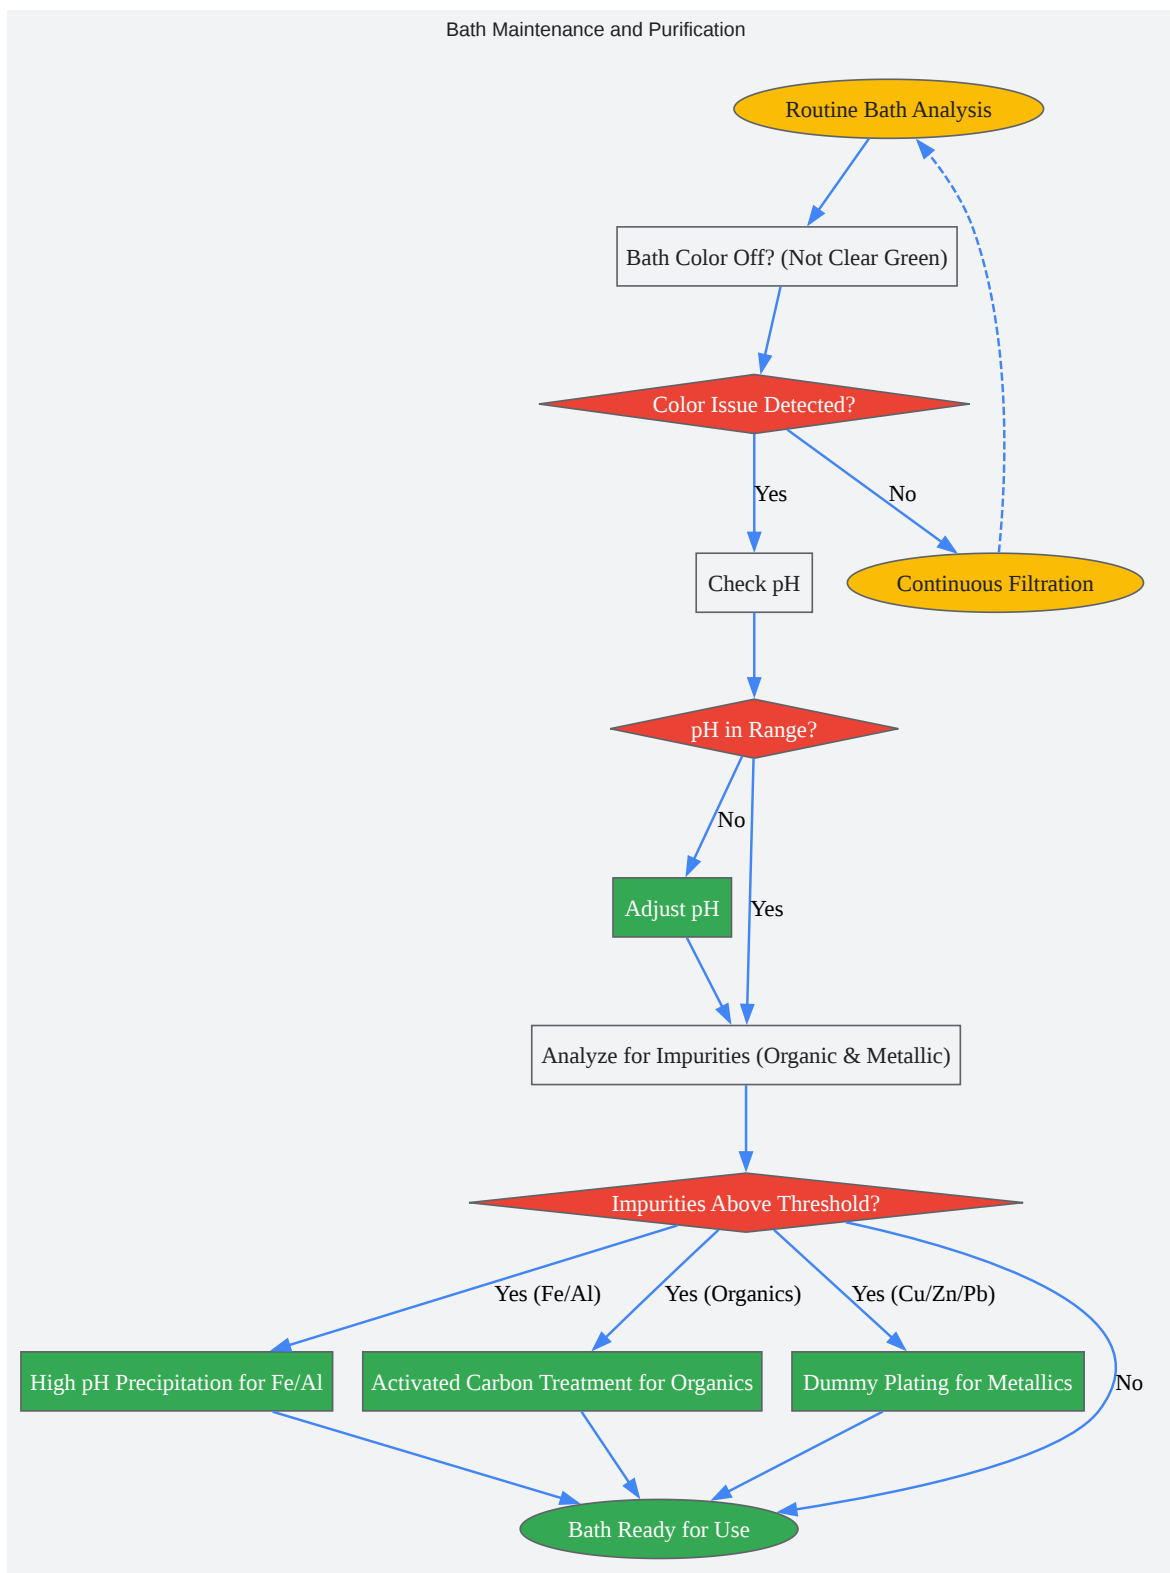 Bath Maintenance and Purification
Routine Bath Analysis
Bath Color Off? (Not Clear Green)
Color Issue Detected?
Yes
No
Check pH
Continuous Filtration
pH in Range?
No
Adjust pH
Yes
Analyze for Impurities (Organic & Metallic)
Impurities Above Threshold?
Yes (Fe/Al)
Yes (Organics)
Yes (Cu/Zn/Pb)
High pH Precipitation for Fe/Al
Activated Carbon Treatment for Organics
Dummy Plating for Metallics
No
Bath Ready for Use